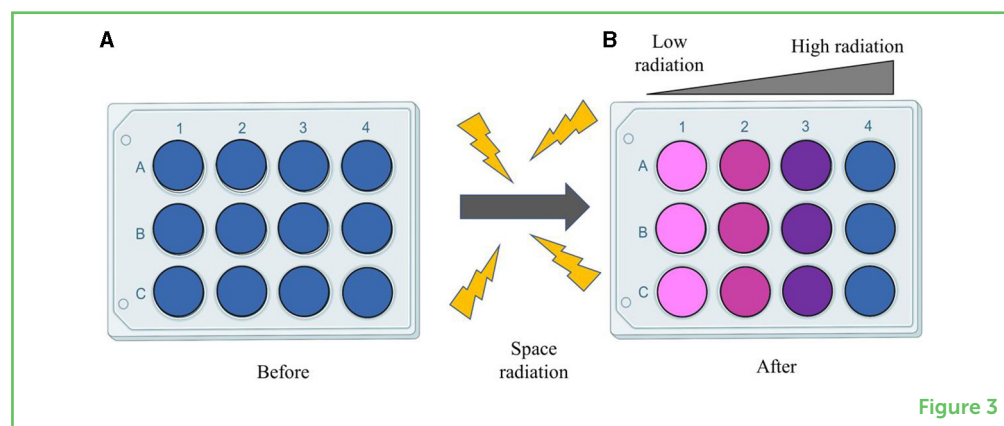 A
1 2 3 4
A
B
C
Before
Space
radiation
B
Low
radiation
High radiation
1 2 3 4
A
B
C
After
Figure 3